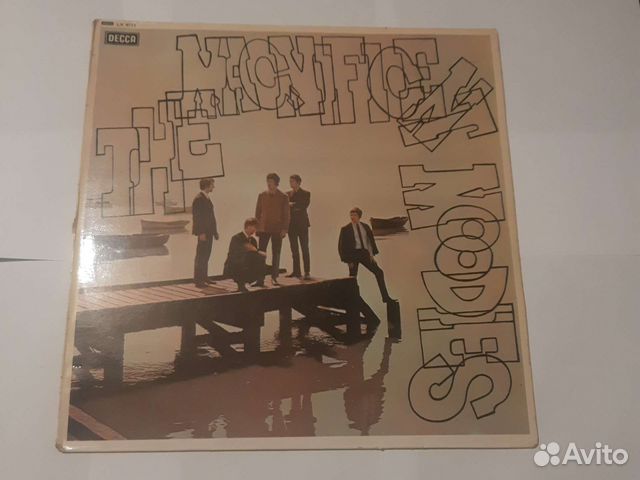 DECCA
THE
MAGNIFICENT
MOODIES
Avito